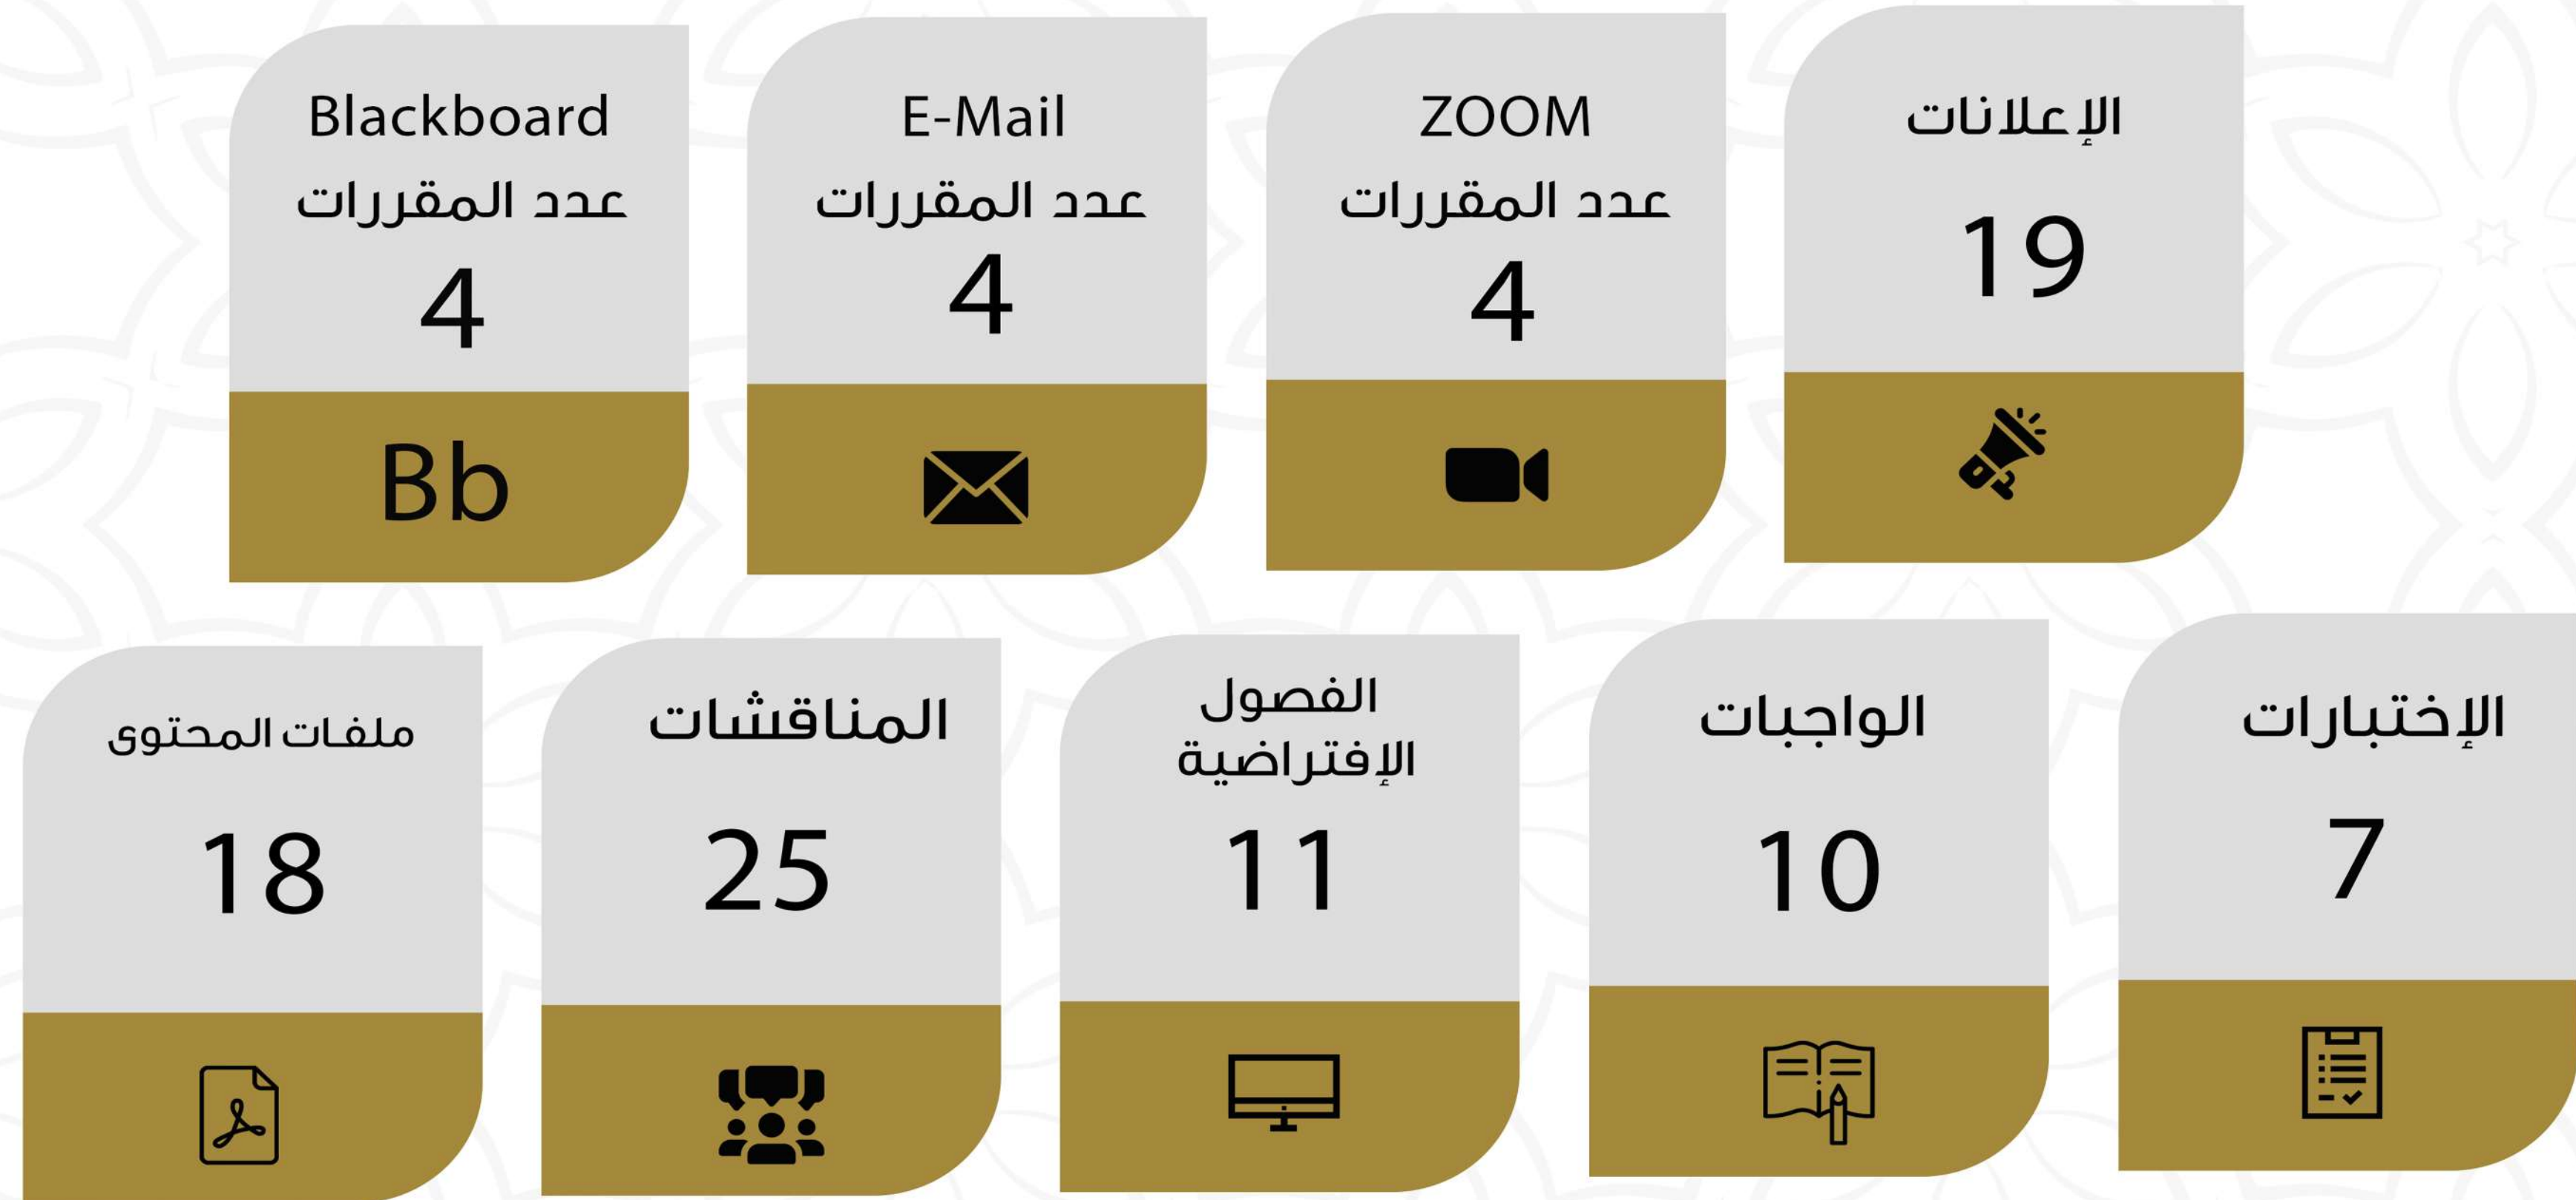 الإعلانات
19
ZOOM
عدد المقررات
4
E-Mail
عدد المقررات
4
Blackboard
عدد المقررات
4
Bb
الإختبارات
7
الواجبات
10
الفصول
الإفتراضية
11
المناقشات
25
ملفات المحتوى
18